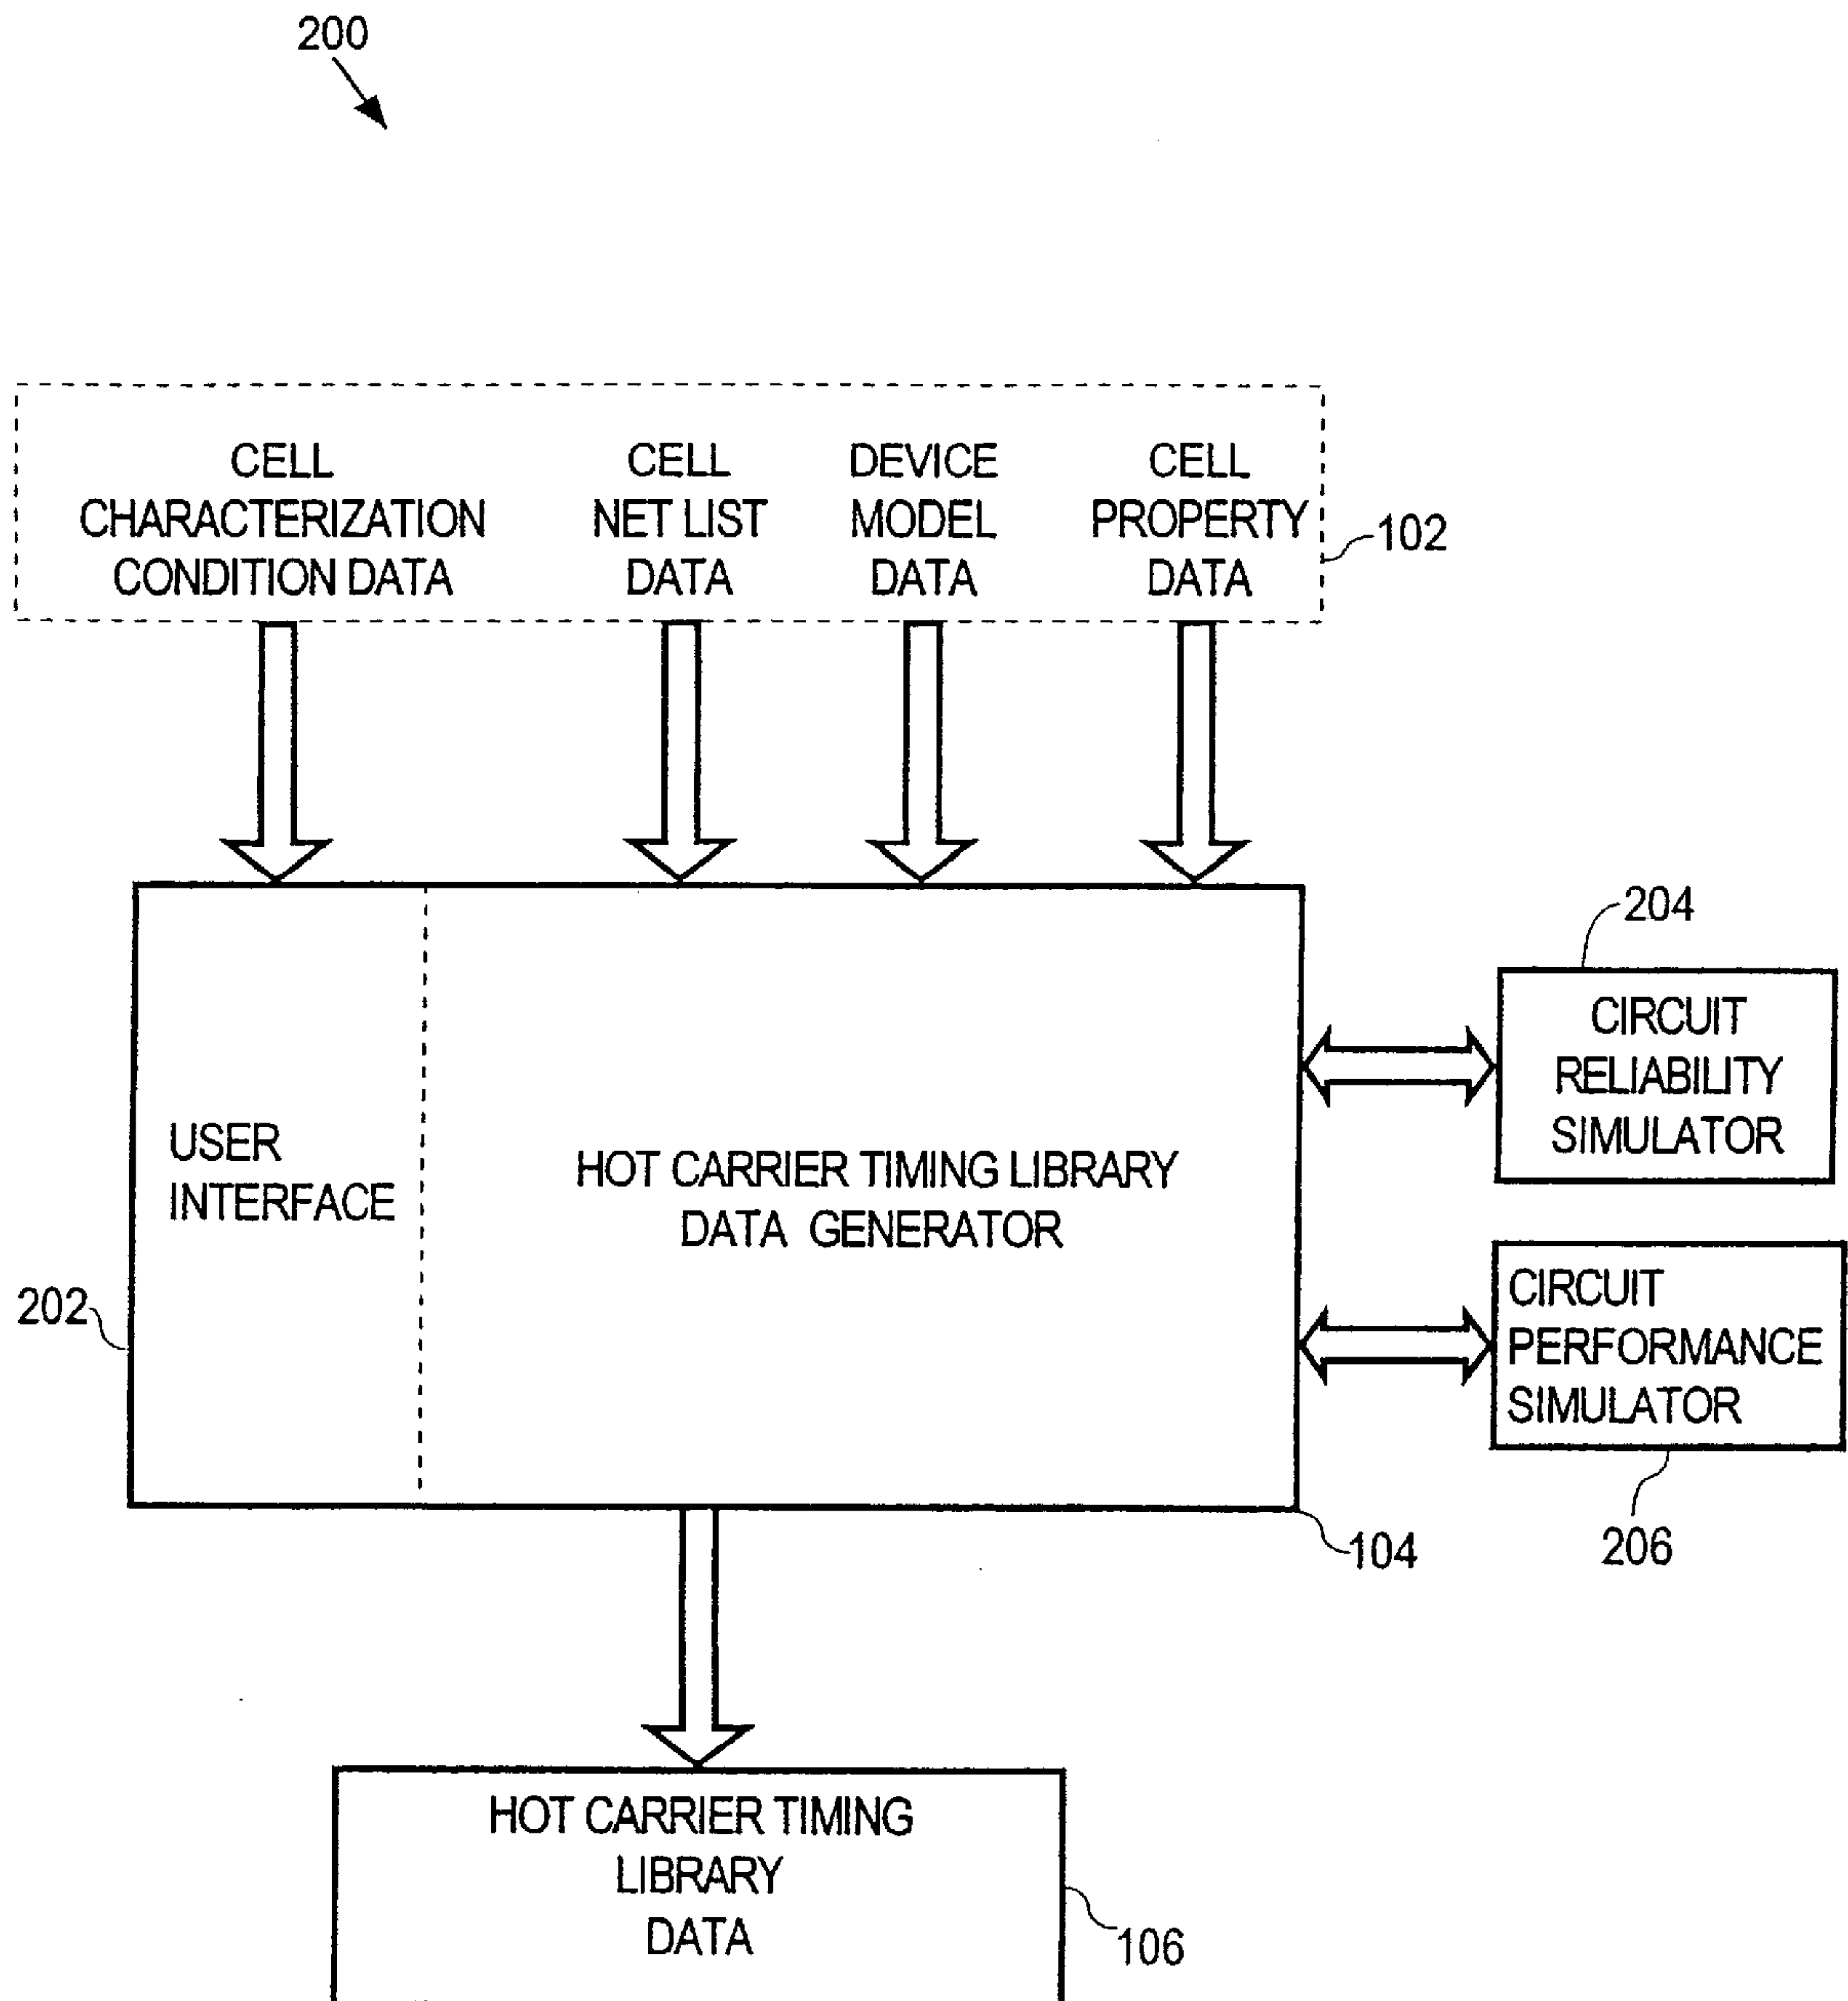 200
CELL
CHARACTERIZATION
CONDITION DATA
CELL
NET LIST
DATA
DEVICE
MODEL
DATA
CELL
PROPERTY
DATA
102
204
CIRCUIT
RELIABILITY
SIMULATOR
USER
INTERFACE
HOT CARRIER TIMING LIBRARY
DATA GENERATOR
202
CIRCUIT
PERFORMANCE
SIMULATOR
206
104
HOT CARRIER TIMING
LIBRARY
DATA
106